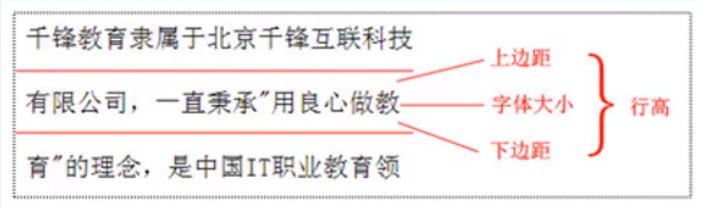 千锋教育隶属于北京千锋互联科技
有限公司，一直秉承"用良心做教
育"的理念，是中国IT职业教育领
上边距
字体大小
下边距
行高